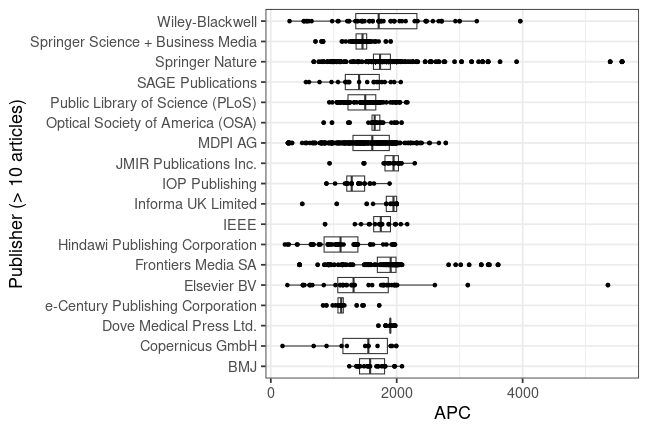 Publisher (> 10 articles)
Wiley-Blackwell
Springer Science + Business Media
Springer Nature
SAGE Publications
Public Library of Science (PLoS)
Optical Society of America (OSA)
MDPI AG
JMIR Publications Inc.
IOP Publishing
Informa UK Limited
IEEE
Hindawi Publishing Corporation
Frontiers Media SA
Elsevier BV
e-Century Publishing Corporation
Dove Medical Press Ltd.
Copernicus GmbH
BMJ
0 2000 4000
APC